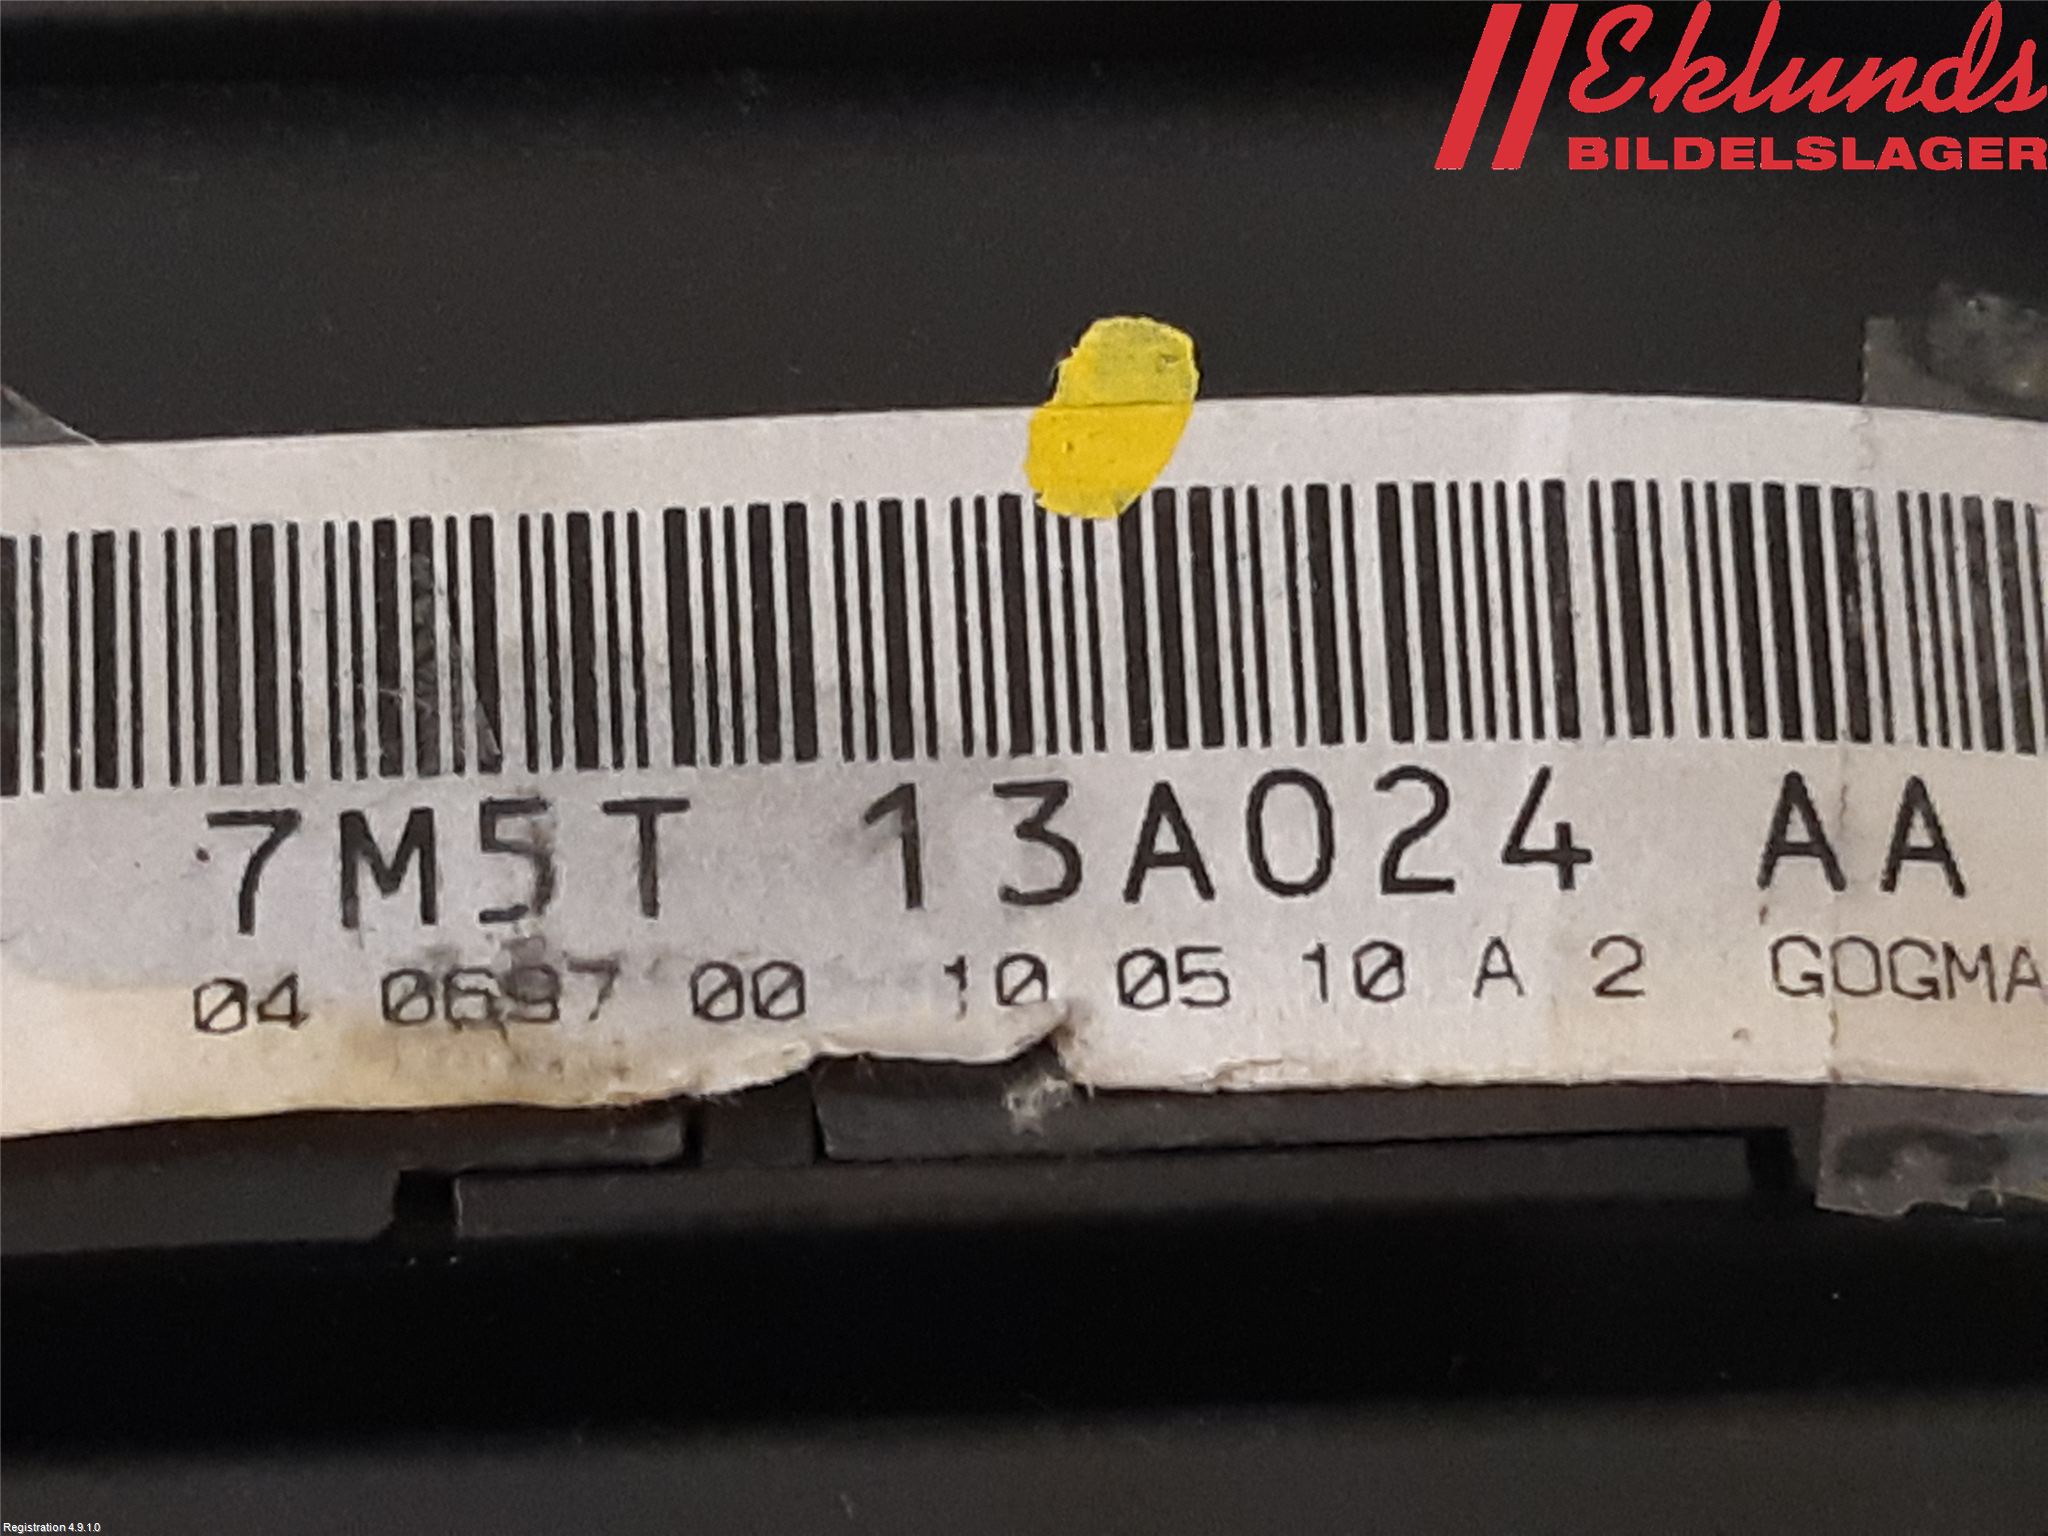 Eklunds
BILDELSLAGER
7M5T 13A024 AA
04 0697 00 10 05 10 A 2 GOGMA
Registration 4.9.1.0